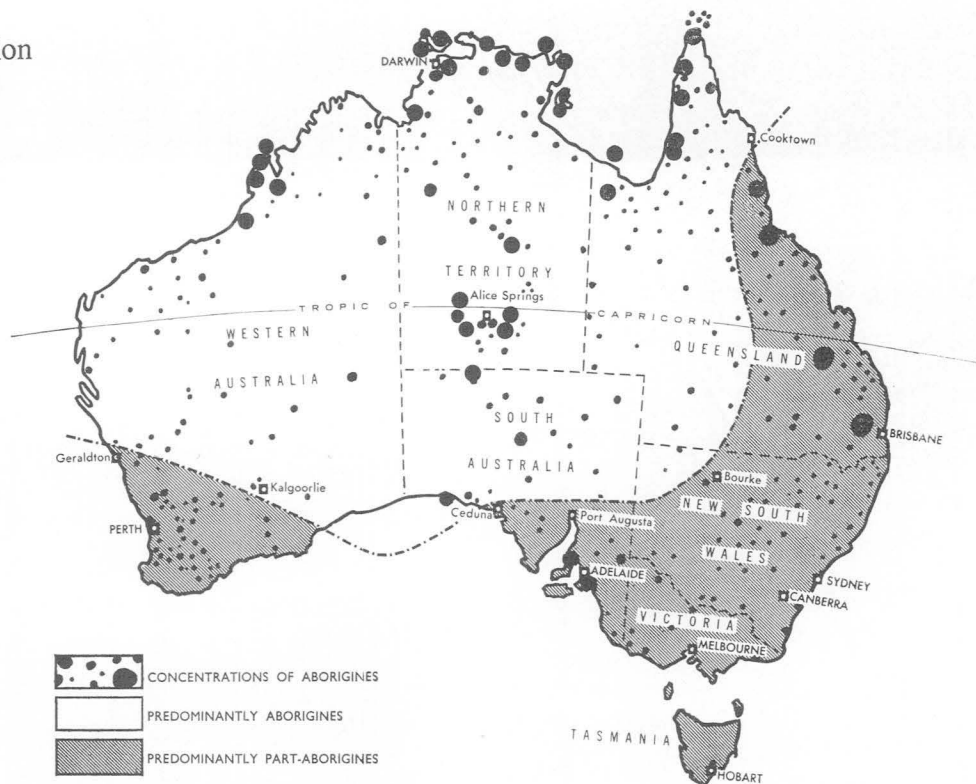 DARWIN
Cooktown
NORTHERN
TERRITORY
Alice Springs
TROPIC OF CAPRICORN
WESTERN
AUSTRALIA
QUEENSLAND
SOUTH
AUSTRALIA
BRISBANE
Geraldton
Kalgoorlie
Bourke
PERTH
Ceduna
Port Augusta
NEW SOUTH
WALES
ADELAIDE
SYDNEY
CANBERRA
VICTORIA
MELBOURNE
CONCENTRATIONS OF ABORIGINES
PREDOMINANTLY ABORIGINES
PREDOMINANTLY PART-ABORIGINES
TASMANIA
HOBART